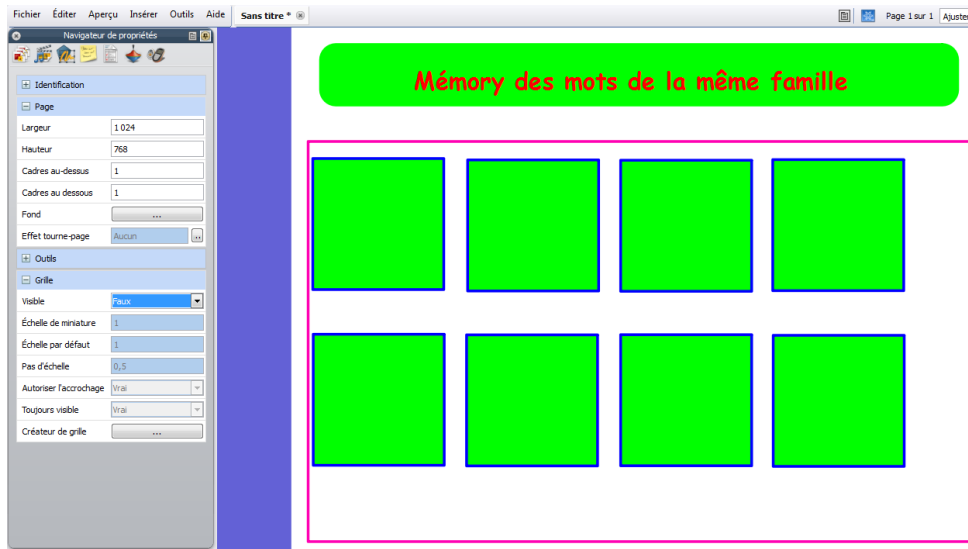 Fichier Éditer Aperçu Insérer Outils Aide Sans titre * Page 1 sur 1 Ajuster
Navigateur de propriétés
Identification
Page
Largeur 1 024
Hauteur 768
Cadres au-dessus 1
Cadres au dessous 1
Fond ...
Effet tourne-page Aucun ..
Outils
Grille
Visible Faux
Échelle de miniature 1
Échelle par défaut 1
Pas d'échelle 0,5
Autoriser l'accrochage Vrai
Toujours visible Vrai
Créateur de grille ...
Mémory des mots de la même famille